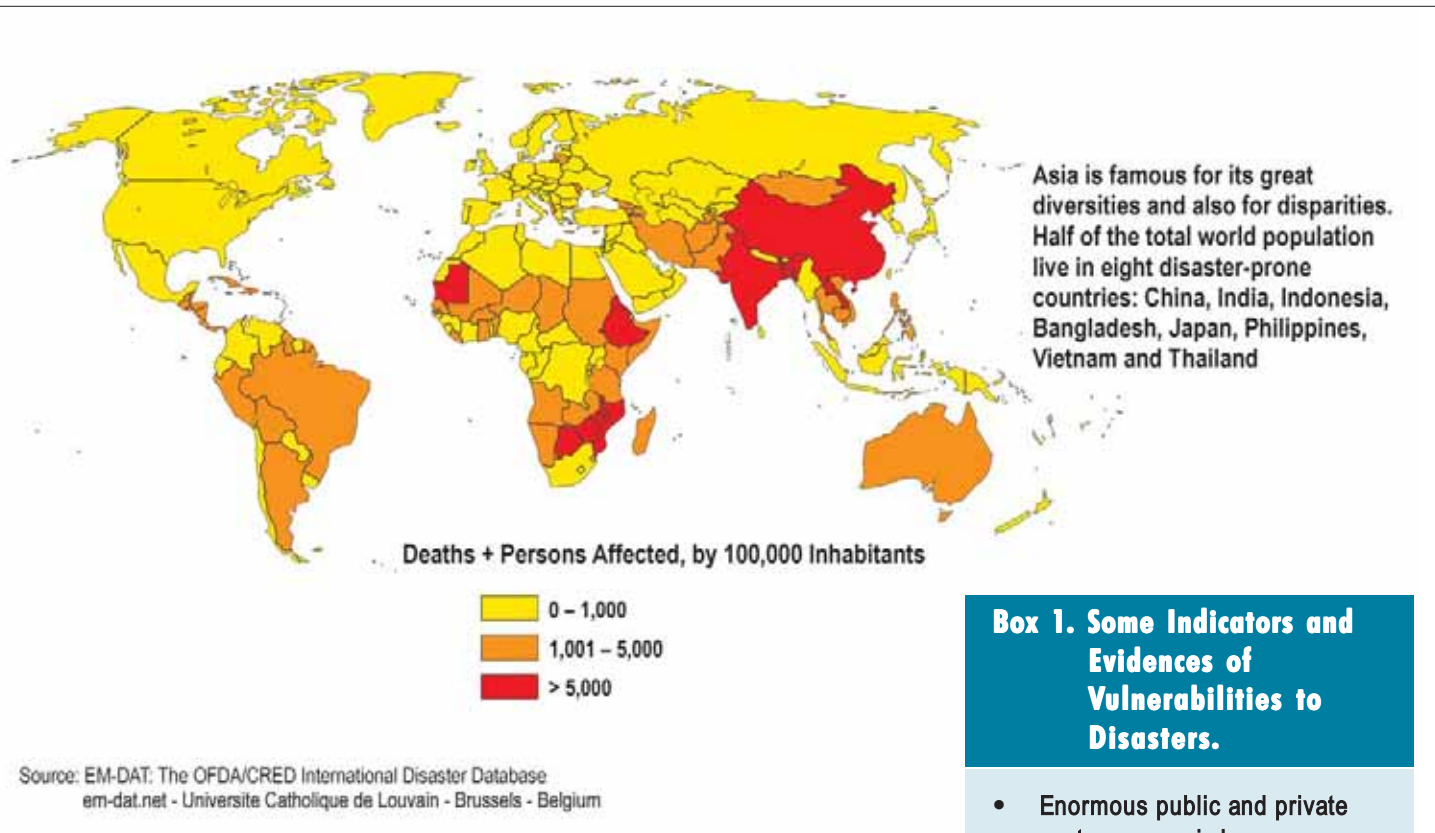 Asia is famous for its great
diversities and also for disparities.
Half of the total world population
live in eight disaster-prone
countries: China, India, Indonesia,
Bangladesh, Japan, Philippines,
Vietnam and Thailand
Deaths + Persons Affected, by 100,000 Inhabitants
0 – 1,000
1,001 – 5,000
> 5,000
Source: EM-DAT: The OFDA/CRED International Disaster Database
em-dat.net - Universite Catholique de Louvain - Brussels - Belgium
Box 1. Some Indicators and
Evidences of
Vulnerabilities to
Disasters.
• Enormous public and private